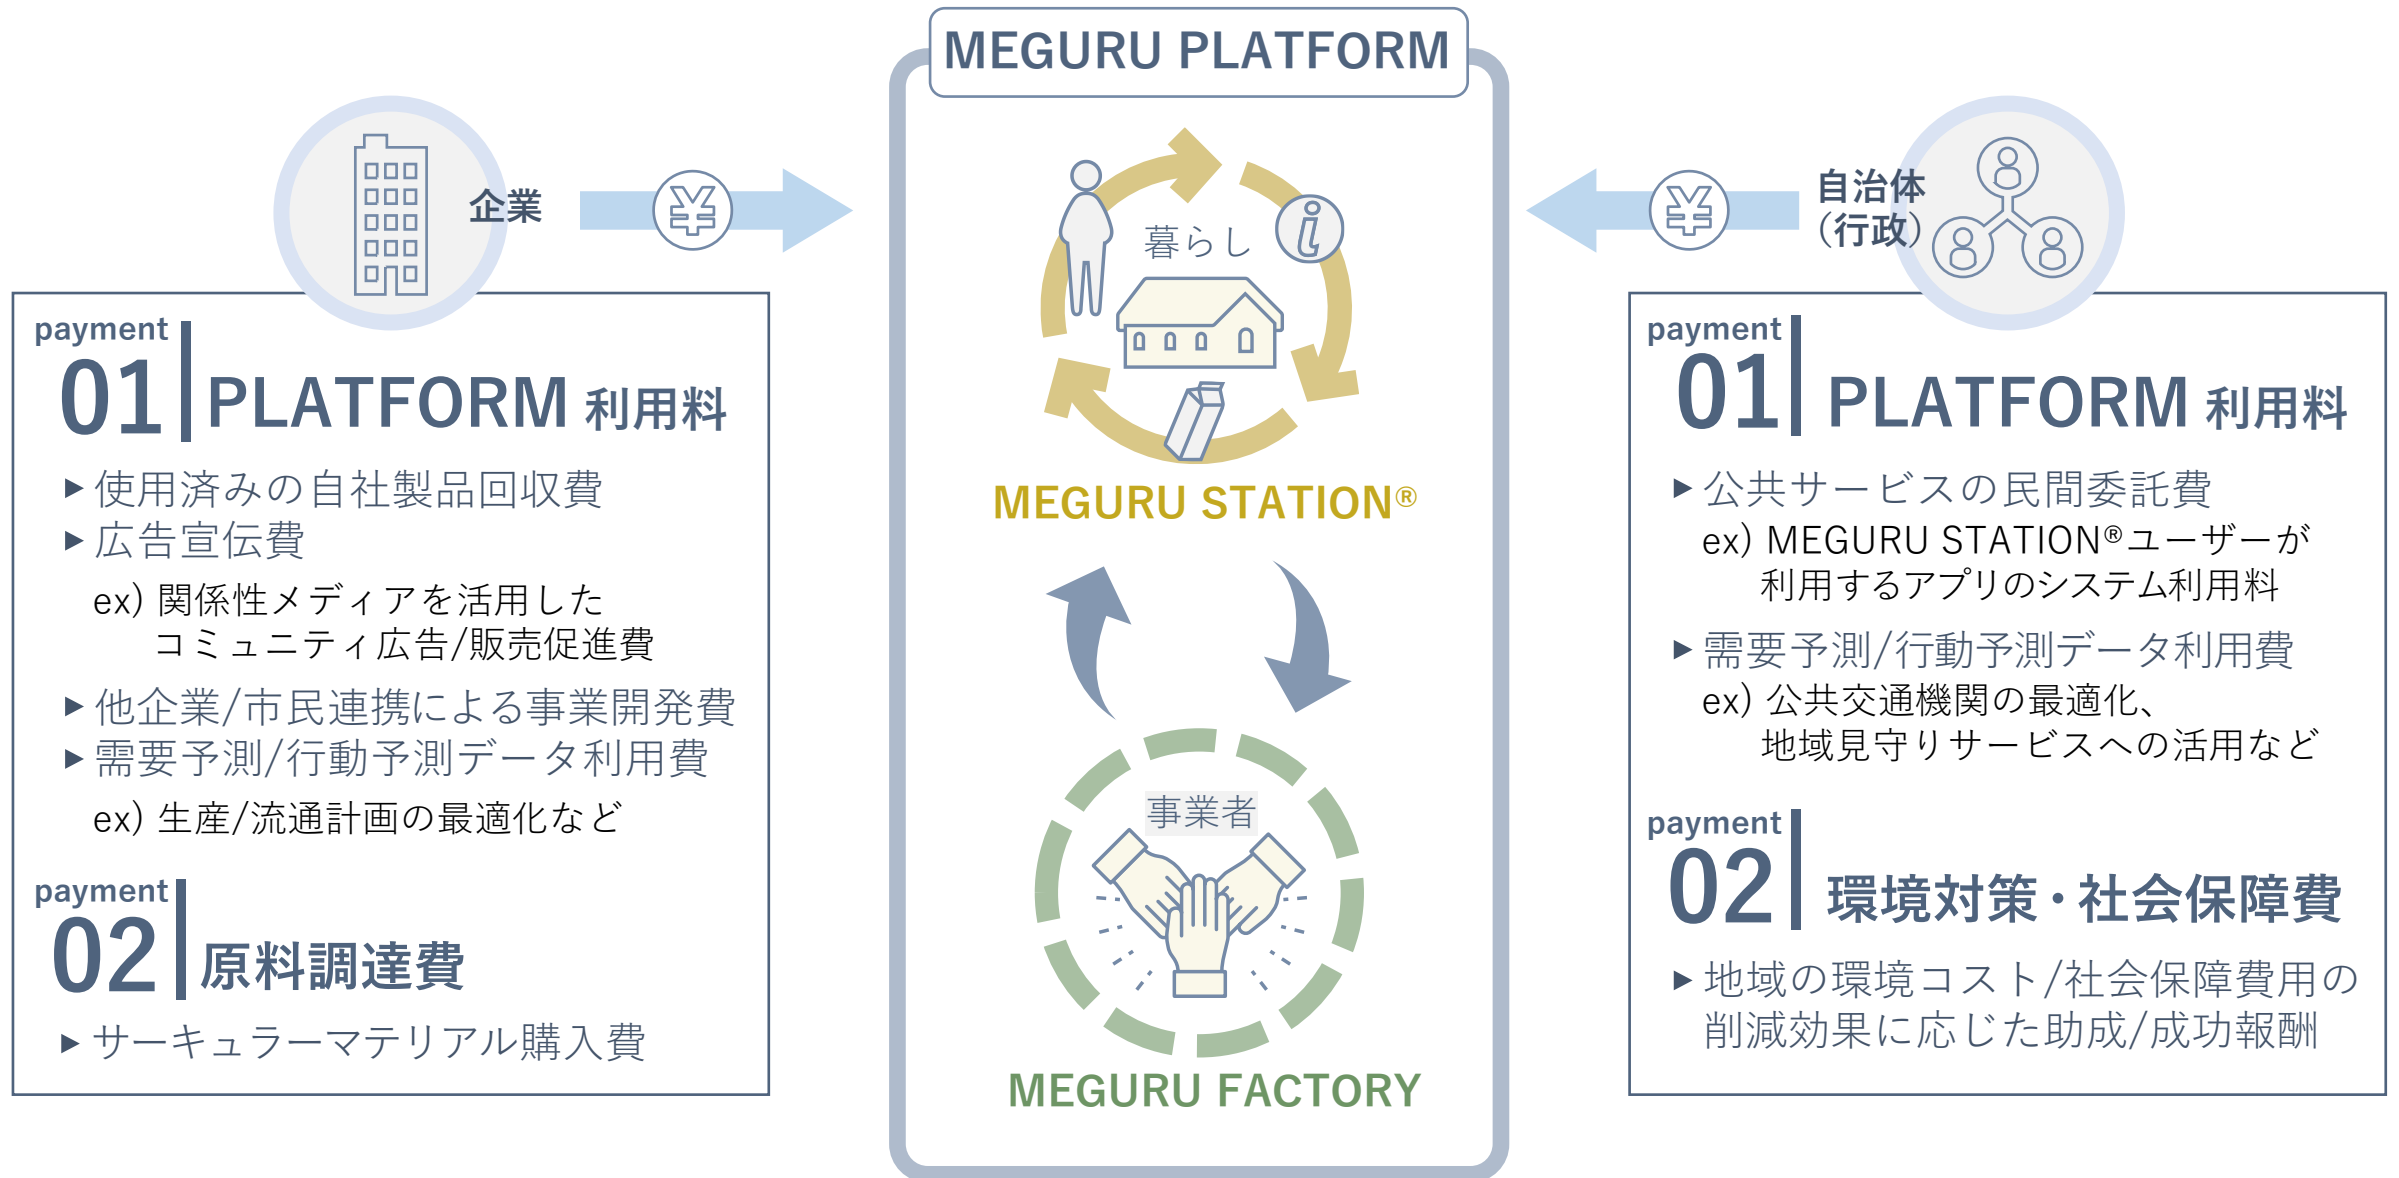 MEGURU PLATFORM
企業
¥
payment
01
PLATFORM 利用料
▶使用済みの自社製品回収費
▶広告宣伝費
ex) 関係性メディアを活用した
コミュニティ広告/販売促進費
▶他企業/市民連携による事業開発費
▶需要予測/行動予測データ利用費
ex) 生産/流通計画の最適化など
payment
02
原料調達費
▶サーキュラーマテリアル購入費
暮らし
i
MEGURU STATION®
事業者
MEGURU FACTORY
¥
自治体
（行政）
payment
01
PLATFORM 利用料
▶公共サービスの民間委託費
ex) MEGURU STATION®ユーザーが
利用するアプリのシステム利用料
▶需要予測/行動予測データ利用費
ex) 公共交通機関の最適化、
地域見守りサービスへの活用など
payment
02
環境対策・社会保障費
▶地域の環境コスト/社会保障費用の
削減効果に応じた助成/成功報酬